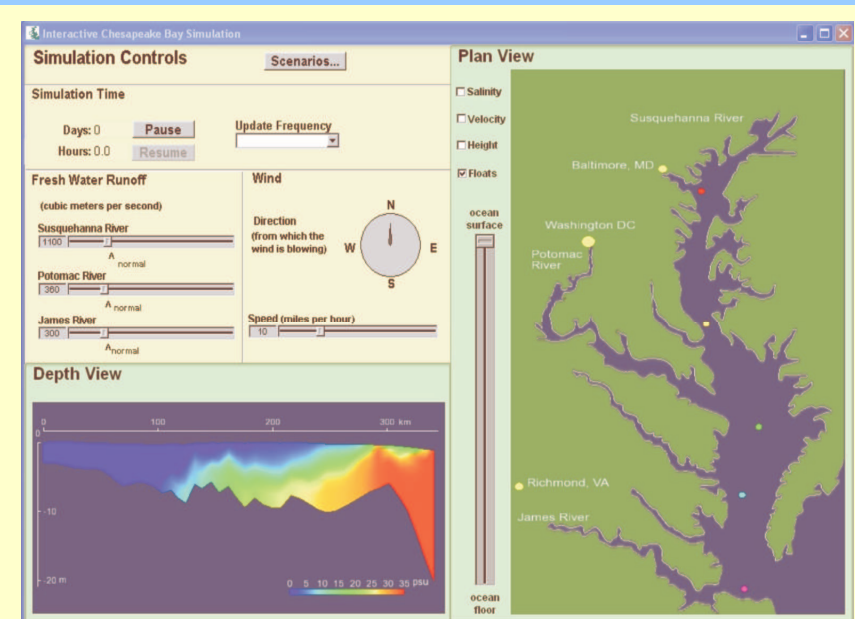 Interactive Chesapeake Bay Simulation
Simulation Controls
Scenarios...
Simulation Time
Days: 0
Pause
Update Frequency
Hours: 0.0
Resume
Fresh Water Runoff
(cubic meters per second)
Susquehanna River
1100
^
normal
Potomac River
360
^
normal
James River
300
^
normal
Wind
Direction
(from which the
wind is blowing)
N
W
E
S
Speed (miles per hour)
10
Depth View
0
100
200
300 km
0
-10
-20 m
0 5 10 15 20 25 30 35 psu
Plan View
Salinity
Velocity
Height
Floats
ocean
surface
ocean
floor
Susquehanna River
Baltimore, MD
Washington DC
Potomac
River
Richmond, VA
James River